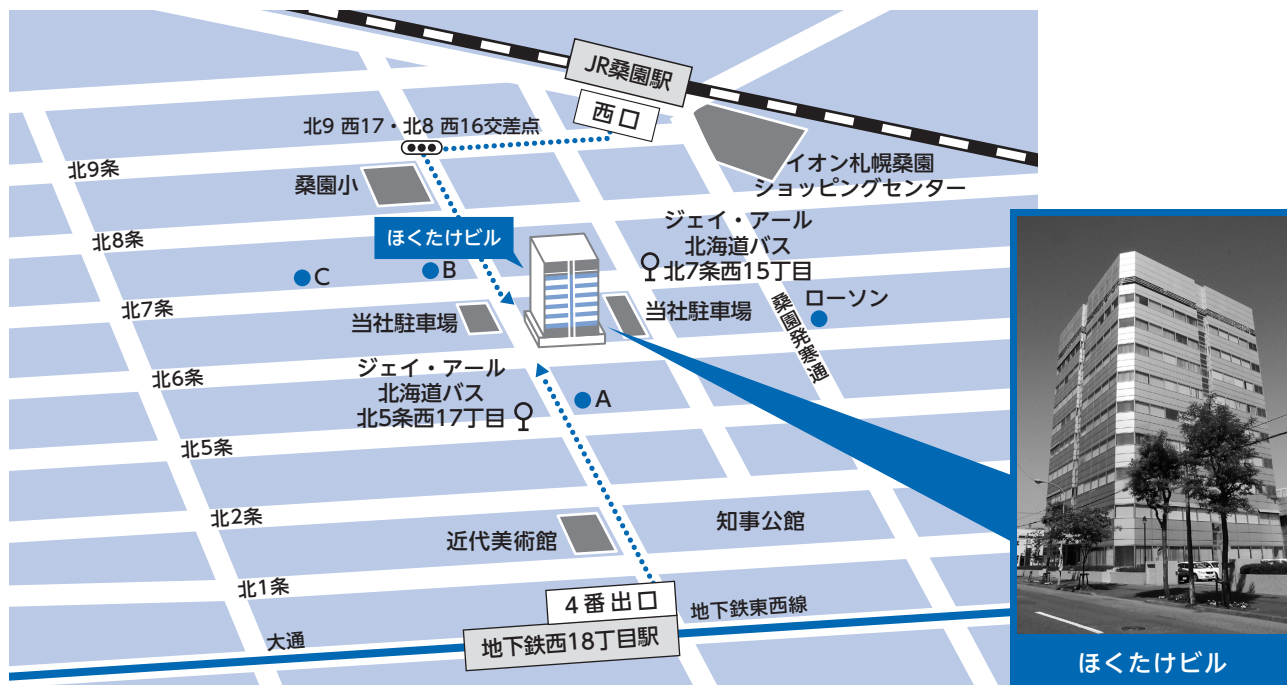 JR桑園駅
西口
北9 西17・北8 西16交差点
北9条
桑園小
イオン札幌桑園
ショッピングセンター
北8条
ほくたけビル
ジェイ・アール
北海道バス
北7条西15丁目
C
B
北7条
当社駐車場
当社駐車場
ローソン
桑園発寒通
北6条
ジェイ・アール
北海道バス
北5条西17丁目
A
北5条
北2条
近代美術館
知事公館
北1条
4番出口
地下鉄東西線
大通
地下鉄西18丁目駅
ほくたけビル